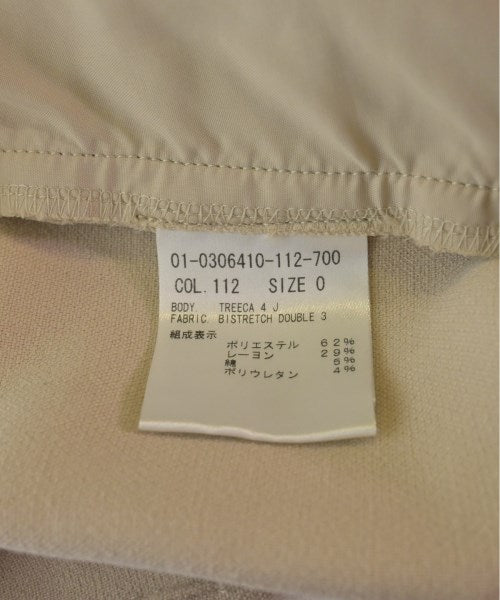 01-0306410-112-700
COL. 112 SIZE 0
BODY TREECA 4 J
FABRIC. BISTRETCH DOUBLE 3
組成表示
ポリエステル 62%
レーヨン 29%
綿 5%
ポリウレタン 4%